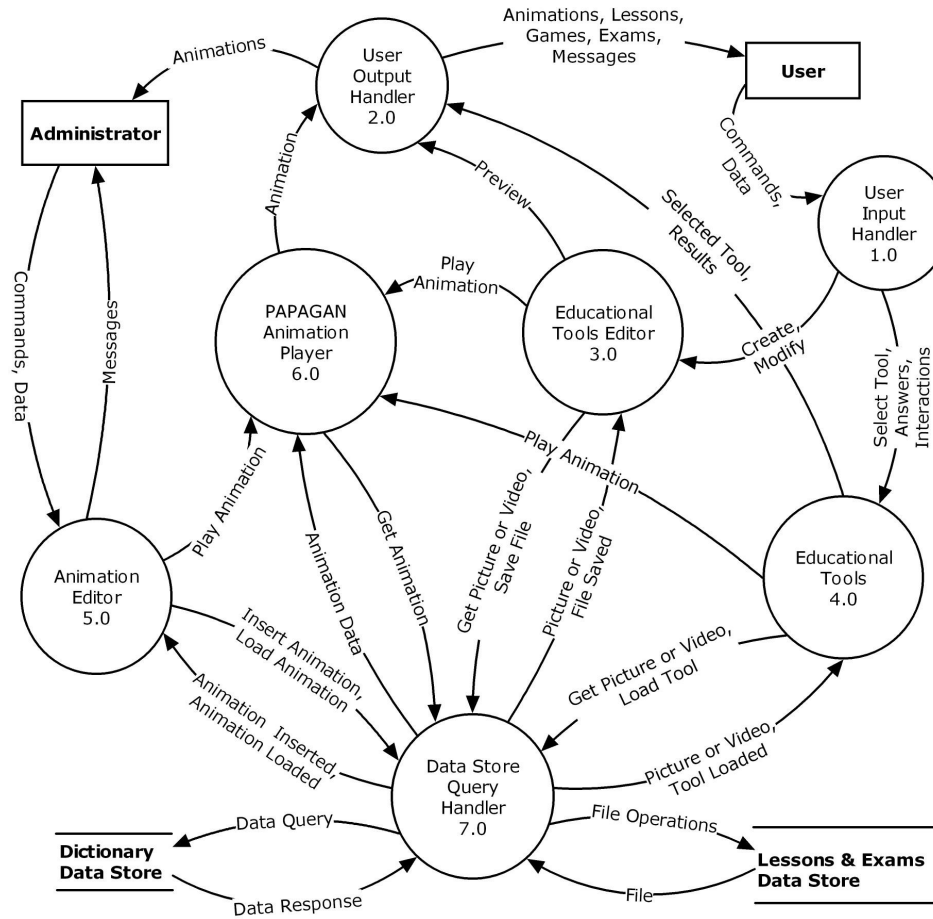 Animations, Lessons,
Games, Exams,
Messages
Animations
User
Output
Handler
2.0
User
Administrator
Commands,
Data
Animation
Preview
Selected Tool,
Results
User
Input
Handler
1.0
Commands, Data
Messages
PAPAGAN
Animation
Player
6.0
Play
Animation
Educational
Tools Editor
3.0
Create,
Modify
Select Tool,
Answers,
Interactions
Play Animation
Play Animation
Get Animation
Animation Data
Get Picture or Video,
Save File
Picture or Video,
File Saved
Animation
Editor
5.0
Educational
Tools
4.0
Insert Animation,
Load Animation
Animation Inserted,
Animation Loaded
Get Picture or Video,
Load Tool
Picture or Video,
Tool Loaded
Data Store
Query
Handler
7.0
Data Query
File Operations
Dictionary
Data Store
Lessons & Exams
Data Store
Data Response
File